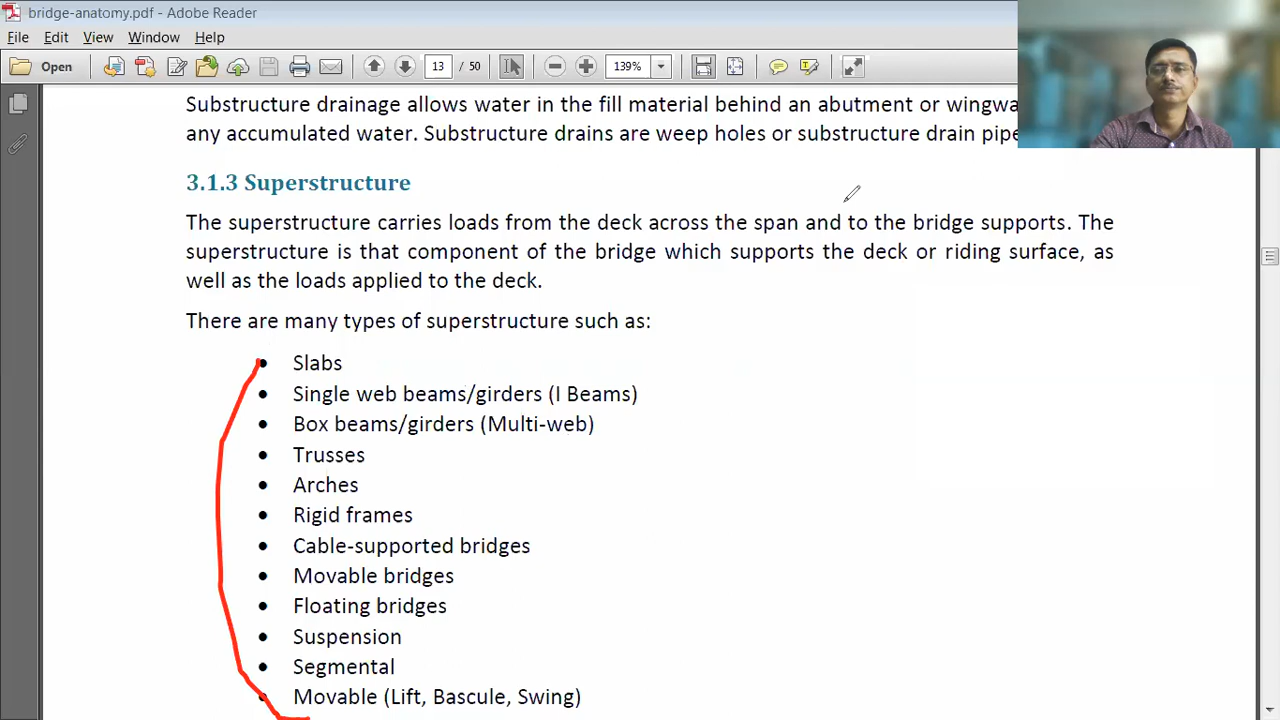 bridge-anatomy.pdf - Adobe Reader
File Edit View Window Help
Open 13 / 50 139%
Substructure drainage allows water in the fill material behind an abutment or
any accumulated water. Substructure drains are weep holes or substructure drain
3.1.3 Superstructure
The superstructure carries loads from the deck across the span and to the bridge supports. The
superstructure is that component of the bridge which supports the deck or riding surface, as
well as the loads applied to the deck.
There are many types of superstructure such as:
• Slabs
• Single web beams/girders (I Beams)
• Box beams/girders (Multi-web)
• Trusses
• Arches
• Rigid frames
• Cable-supported bridges
• Movable bridges
• Floating bridges
• Suspension
• Segmental
• Movable (Lift, Bascule, Swing)